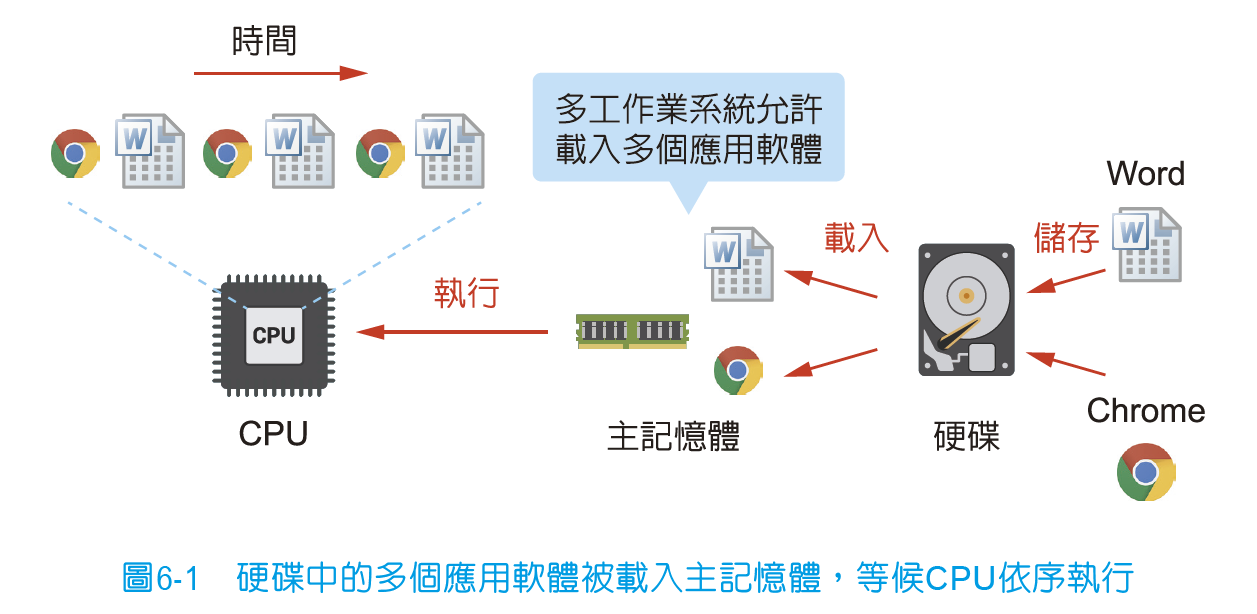 時間
W
W
W
多工作業系統允許
載入多個應用軟體
Word
W
載入
儲存
W
執行
CPU
Chrome
CPU
主記憶體
硬碟
圖6-1 硬碟中的多個應用軟體被載入主記憶體，等候CPU依序執行